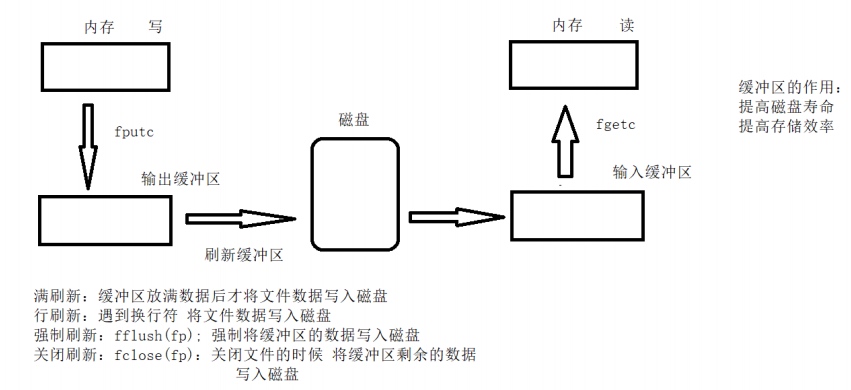 内存 写
内存 读
缓冲区的作用:
提高磁盘寿命
提高存储效率
fputc
磁盘
fgetc
输出缓冲区
输入缓冲区
刷新缓冲区
满刷新: 缓冲区放满数据后才将文件数据写入磁盘
行刷新: 遇到换行符 将文件数据写入磁盘
强制刷新: fflush(fp); 强制将缓冲区的数据写入磁盘
关闭刷新: fclose(fp): 关闭文件的时候 将缓冲区剩余的数据
写入磁盘